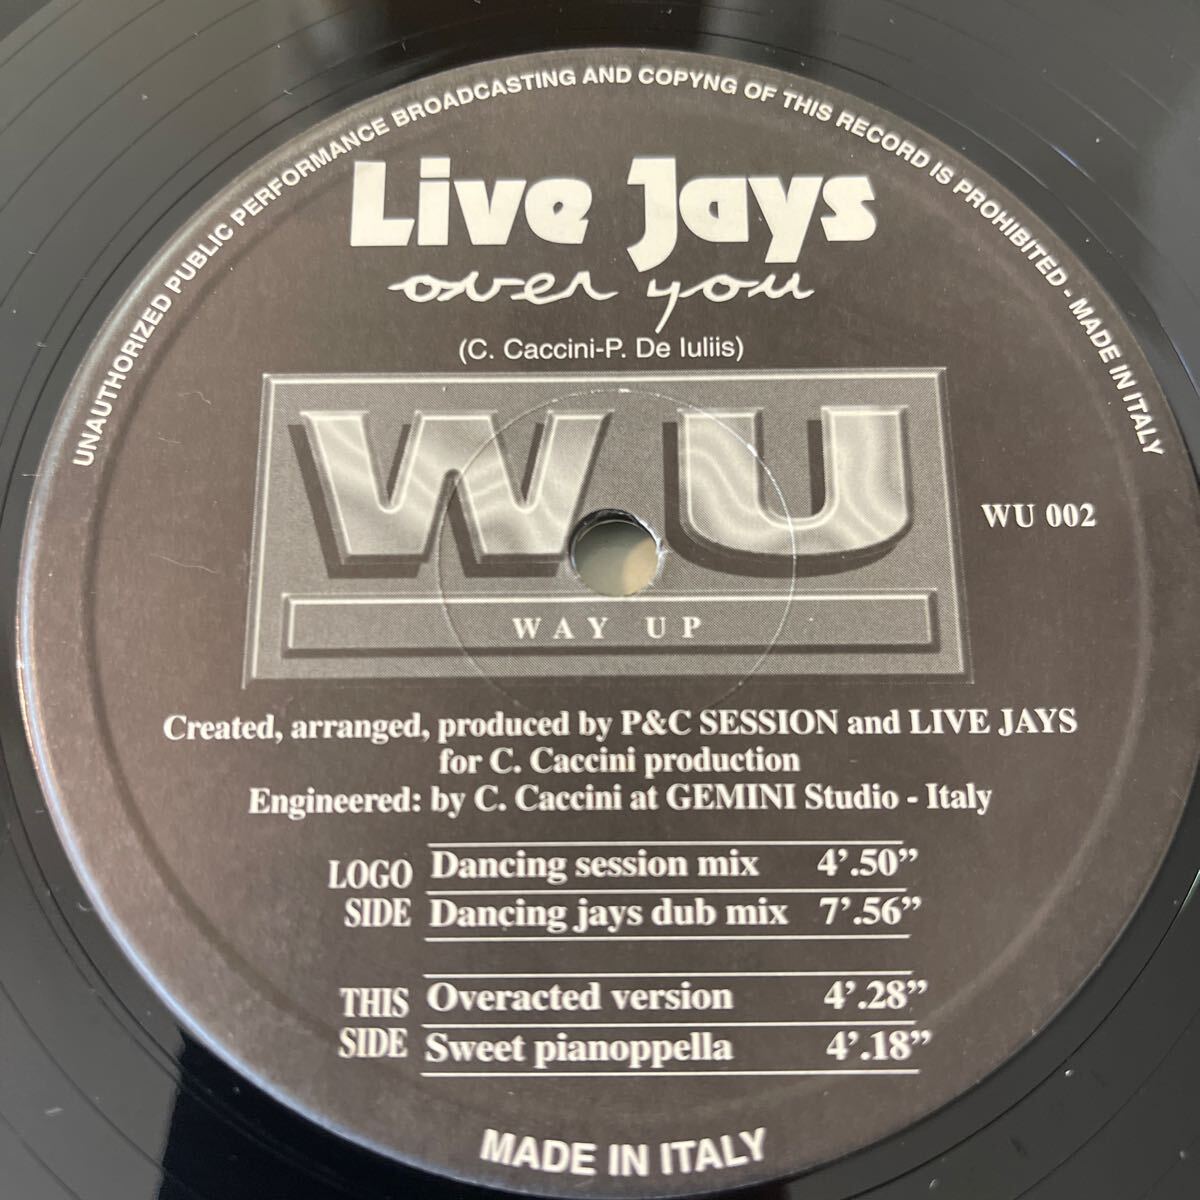 UNAUTHORIZED PUBLIC PERFORMANCE BROADCASTING AND COPYNG OF THIS RECORD IS PROHIBITED - MADE IN ITALY
Live Jays
over you
(C. Caccini-P. De Iuliis)
WU
WU 002
WAY UP
Created, arranged, produced by P&C SESSION and LIVE JAYS
for C. Caccini production
Engineered: by C. Caccini at GEMINI Studio - Italy
LOGO Dancing session mix 4'.50”
SIDE Dancing jays dub mix 7'.56”
THIS Overacted version 4'.28”
SIDE Sweet pianoppella 4'.18”
MADE IN ITALY